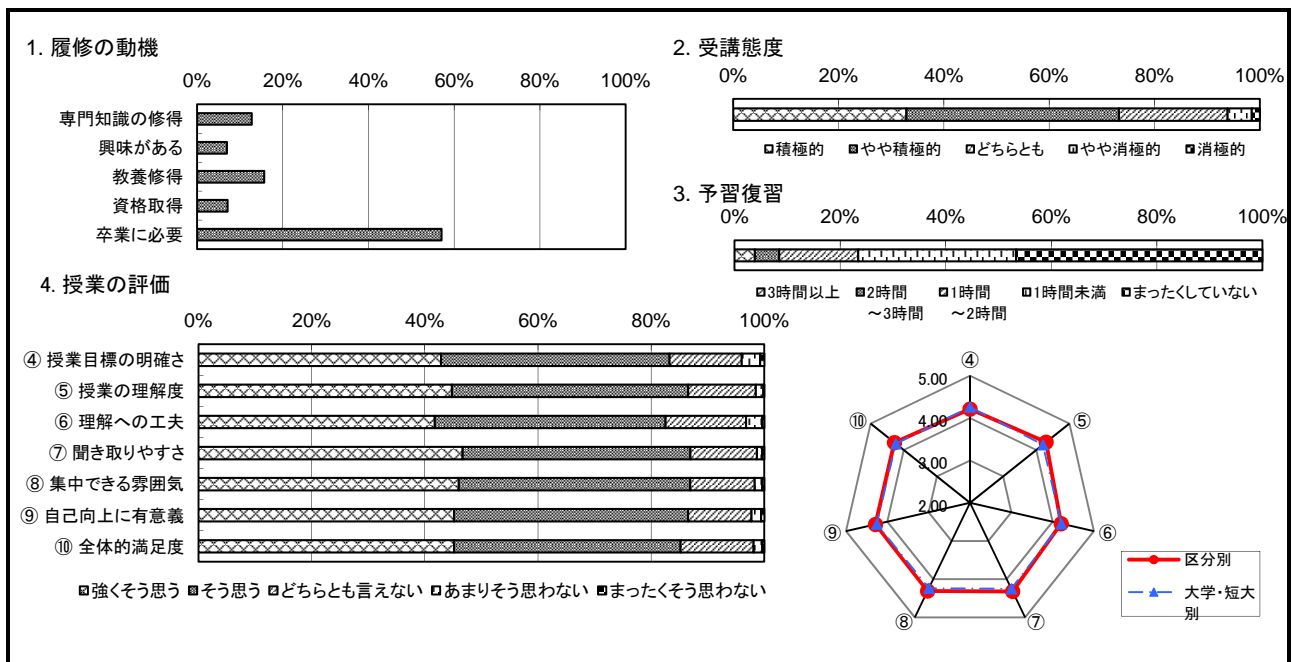 1. 履修の動機
0% 20% 40% 60% 80% 100%
専門知識の修得
興味がある
教養修得
資格取得
卒業に必要
2. 受講態度
0% 20% 40% 60% 80% 100%
積極的 やや積極的 どちらとも やや消極的 消極的
3. 予習復習
0% 20% 40% 60% 80% 100%
3時間以上 2時間 1時間 1時間未満 まったくしていない
～3時間 ～2時間
4. 授業の評価
0% 20% 40% 60% 80% 100%
④ 授業目標の明確さ
⑤ 授業の理解度
⑥ 理解への工夫
⑦ 聞き取りやすさ
⑧ 集中できる雰囲気
⑨ 自己向上に有意義
⑩ 全体的満足度
強くそう思う そう思う どちらとも言えない あまりそう思わない まったくそう思わない
④
5.00
⑩ 4.00 ⑤
3.00
2.00
⑨ ⑥
⑧ ⑦
区分別
大学・短大
別